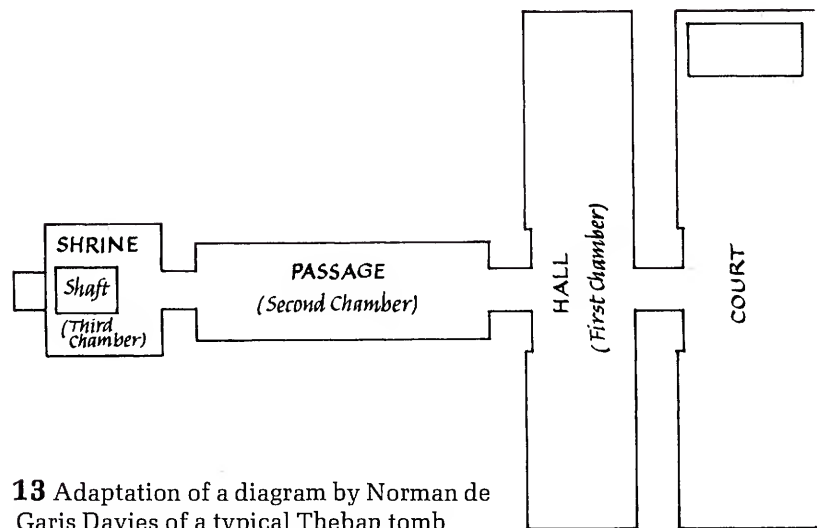 SHRINE
Shaft
(Third
chamber)
PASSAGE
(Second Chamber)
HALL
(First Chamber)
COURT
13 Adaptation of a diagram by Norman de
Garis Davies of a typical Theban tomb